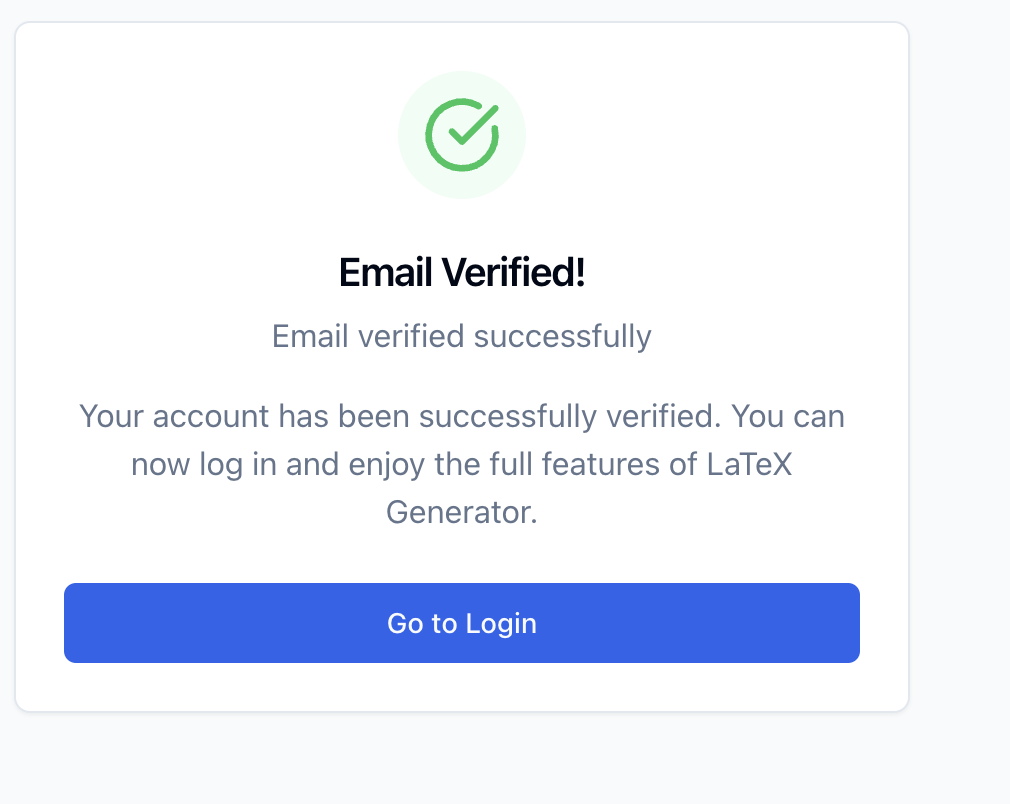 Email Verified!
Email verified successfully
Your account has been successfully verified. You can
now log in and enjoy the full features of LaTeX
Generator.
Go to Login